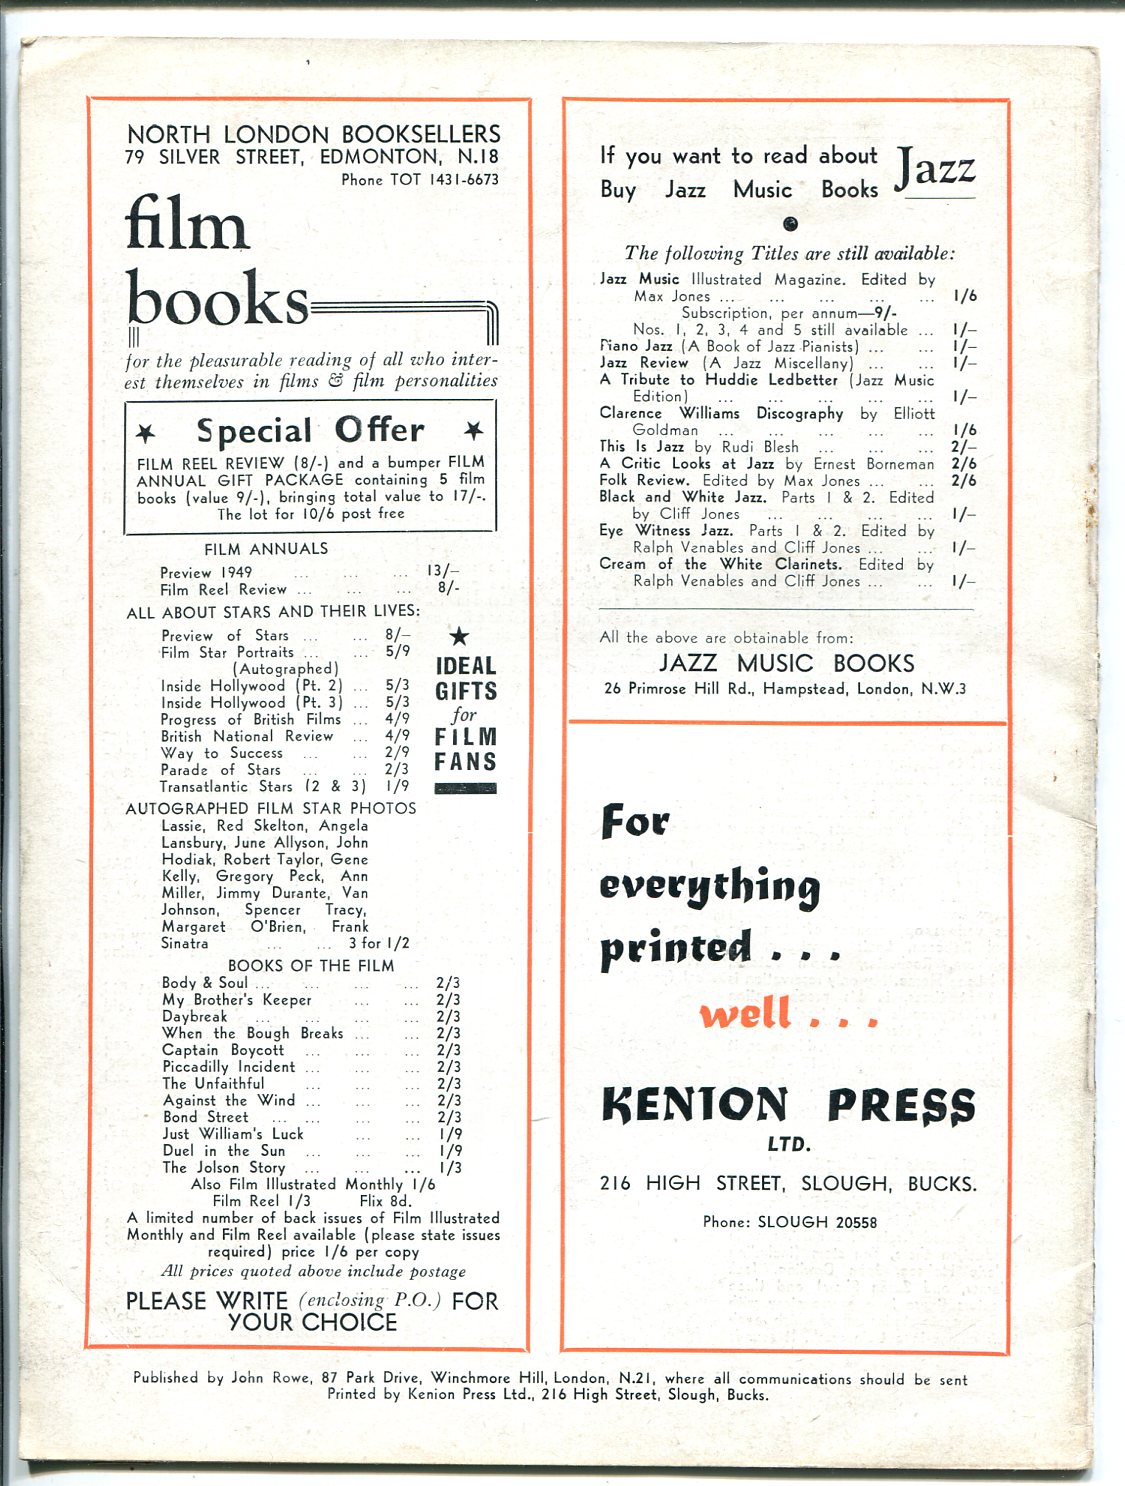 NORTH LONDON BOOKSELLERS
79 SILVER STREET, EDMONTON, N.18
Phone TOT 1431-6673
film
books
for the pleasurable reading of all who inter-
est themselves in films & film personalities
★ Special Offer ★
FILM REEL REVIEW (8/-) and a bumper FILM
ANNUAL GIFT PACKAGE containing 5 film
books (value 9/-), bringing total value to 17/-.
The lot for 10/6 post free
FILM ANNUALS
Preview 1949 ... ... ... 13/–
Film Reel Review ... ... ... 8/-
ALL ABOUT STARS AND THEIR LIVES:
Preview of Stars ... ... 8/–
Film Star Portraits ... ... 5/9
(Autographed)
Inside Hollywood (Pt. 2) ... 5/3
Inside Hollywood (Pt. 3) ... 5/3
Progress of British Films ... 4/9
British National Review ... 4/9
Way to Success ... ... 2/9
Parade of Stars ... ... 2/3
Transatlantic Stars (2 & 3) 1/9
★
IDEAL
GIFTS
for
FILM
FANS
AUTOGRAPHED FILM STAR PHOTOS
Lassie, Red Skelton, Angela
Lansbury, June Allyson, John
Hodiak, Robert Taylor, Gene
Kelly, Gregory Peck, Ann
Miller, Jimmy Durante, Van
Johnson, Spencer Tracy,
Margaret O'Brien, Frank
Sinatra ... ... 3 for 1/2
BOOKS OF THE FILM
Body & Soul ... ... ... ... 2/3
My Brother's Keeper ... ... 2/3
Daybreak ... ... ... ... 2/3
When the Bough Breaks ... ... 2/3
Captain Boycott ... ... ... 2/3
Piccadilly Incident ... ... ... 2/3
The Unfaithful ... ... ... 2/3
Against the Wind ... ... ... 2/3
Bond Street ... ... ... ... 2/3
Just William's Luck ... ... 1/9
Duel in the Sun ... ... ... 1/9
The Jolson Story ... ... ... 1/3
Also Film Illustrated Monthly 1/6
Film Reel 1/3 Flix 8d.
A limited number of back issues of Film Illustrated
Monthly and Film Reel available (please state issues
required) price 1/6 per copy
All prices quoted above include postage
PLEASE WRITE (enclosing P.O.) FOR
YOUR CHOICE
If you want to read about
Buy Jazz Music Books
Jazz
The following Titles are still available:
Jazz Music Illustrated Magazine. Edited by
Max Jones ... ... ... ... ... 1/6
Subscription, per annum—9/-
Nos. 1, 2, 3, 4 and 5 still available ... 1/–
Piano Jazz (A Book of Jazz Pianists) ... ... 1/–
Jazz Review (A Jazz Miscellany) ... ... 1/–
A Tribute to Huddie Ledbetter (Jazz Music
Edition) ... ... ... ... ... 1/–
Clarence Williams Discography by Elliott
Goldman ... ... ... ... ... 1/6
This Is Jazz by Rudi Blesh ... ... ... 2/–
A Critic Looks at Jazz by Ernest Borneman 2/6
Folk Review. Edited by Max Jones ... ... 2/6
Black and White Jazz. Parts 1 & 2. Edited
by Cliff Jones ... ... ... ... 1/–
Eye Witness Jazz. Parts 1 & 2. Edited by
Ralph Venables and Cliff Jones ... ... 1/–
Cream of the White Clarinets. Edited by
Ralph Venables and Cliff Jones ... ... 1/–
All the above are obtainable from:
JAZZ MUSIC BOOKS
26 Primrose Hill Rd., Hampstead, London, N.W.3
For
everything
printed . . .
well . . .
KENION PRESS
LTD.
216 HIGH STREET, SLOUGH, BUCKS.
Phone: SLOUGH 20558
Published by John Rowe, 87 Park Drive, Winchmore Hill, London, N.21, where all communications should be sent
Printed by Kenion Press Ltd., 216 High Street, Slough, Bucks.